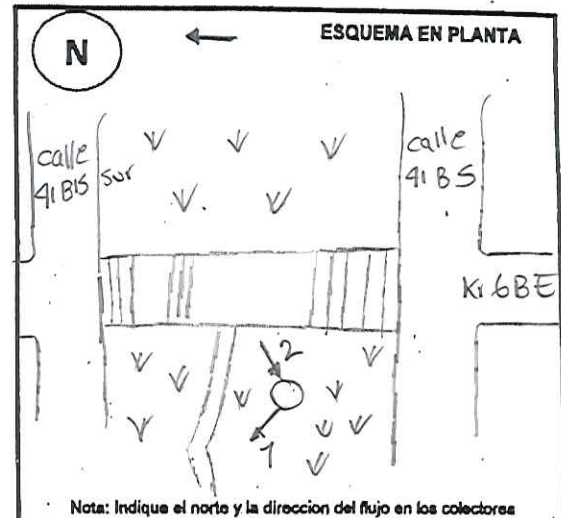 N
ESQUEMA EN PLANTA
calle
41 BIS sur
calle
41 B S
Kr 6BE
2
1
Nota: Indique el norte y la direccion del flujo en los colectores